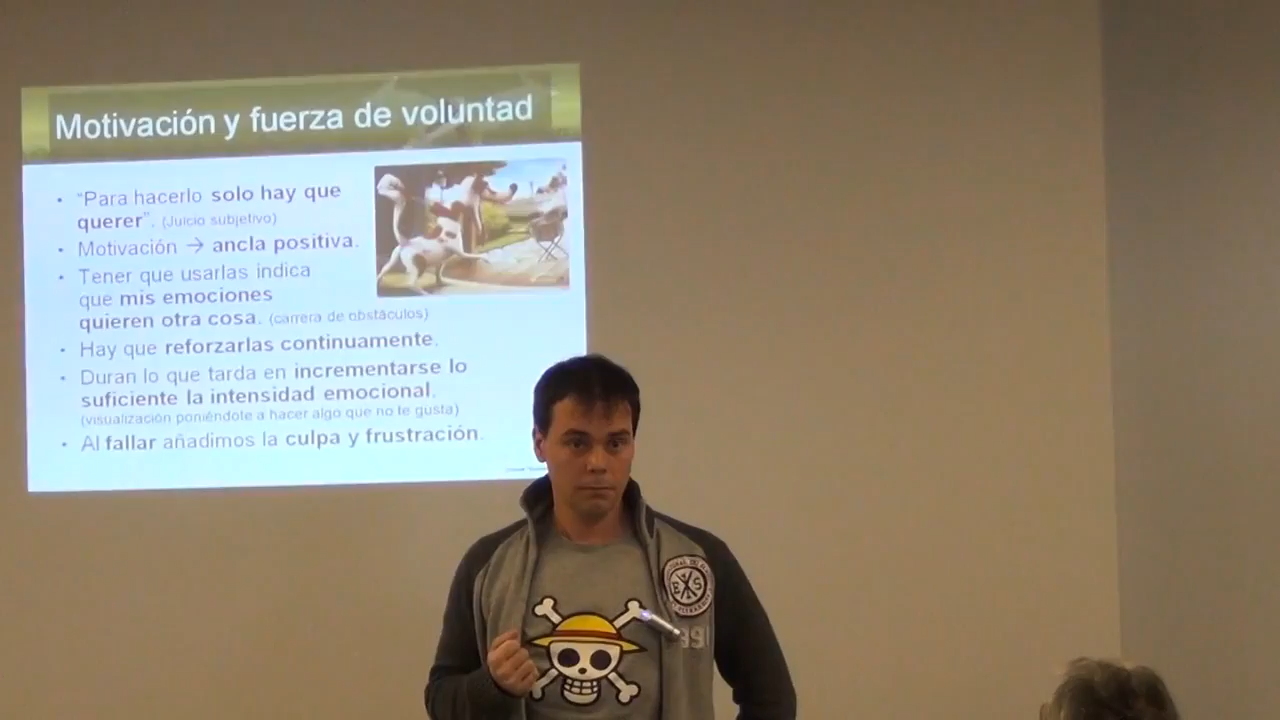 Motivación y fuerza de voluntad
• "Para hacerlo solo hay que
querer". (Juicio subjetivo)
• Motivación → ancla positiva.
• Tener que usarlas indica
que mis emociones
quieren otra cosa. (carrera de obstáculos)
• Hay que reforzarlas continuamente.
• Duran lo que tarda en incrementarse lo
suficiente la intensidad emocional.
(visualización poniéndote a hacer algo que no te gusta)
• Al fallar añadimos la culpa y frustración.